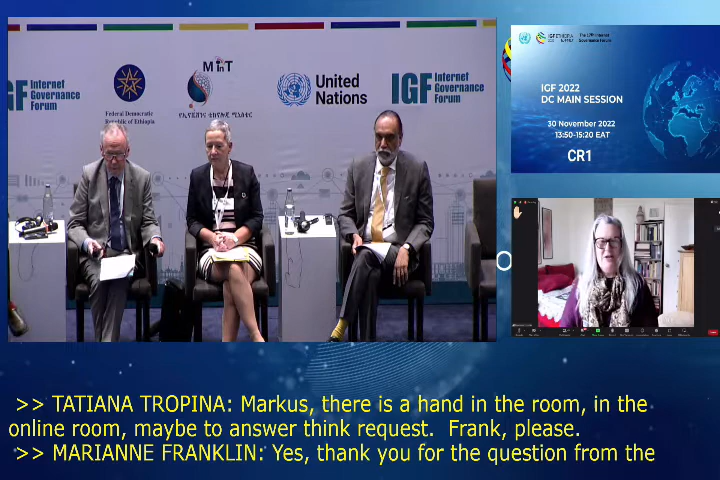 MinT
GF Internet
Governance
Forum
Federal Democratic
Republic of Ethiopia
United
Nations
IGF Internet
Governance
Forum
IGF 2022
DC MAIN SESSION
30 November 2022
13:50-15:20 EAT
CR1
>> TATIANA TROPINA: Markus, there is a hand in the room, in the
online room, maybe to answer think request. Frank, please.
>> MARIANNE FRANKLIN: Yes, thank you for the question from the